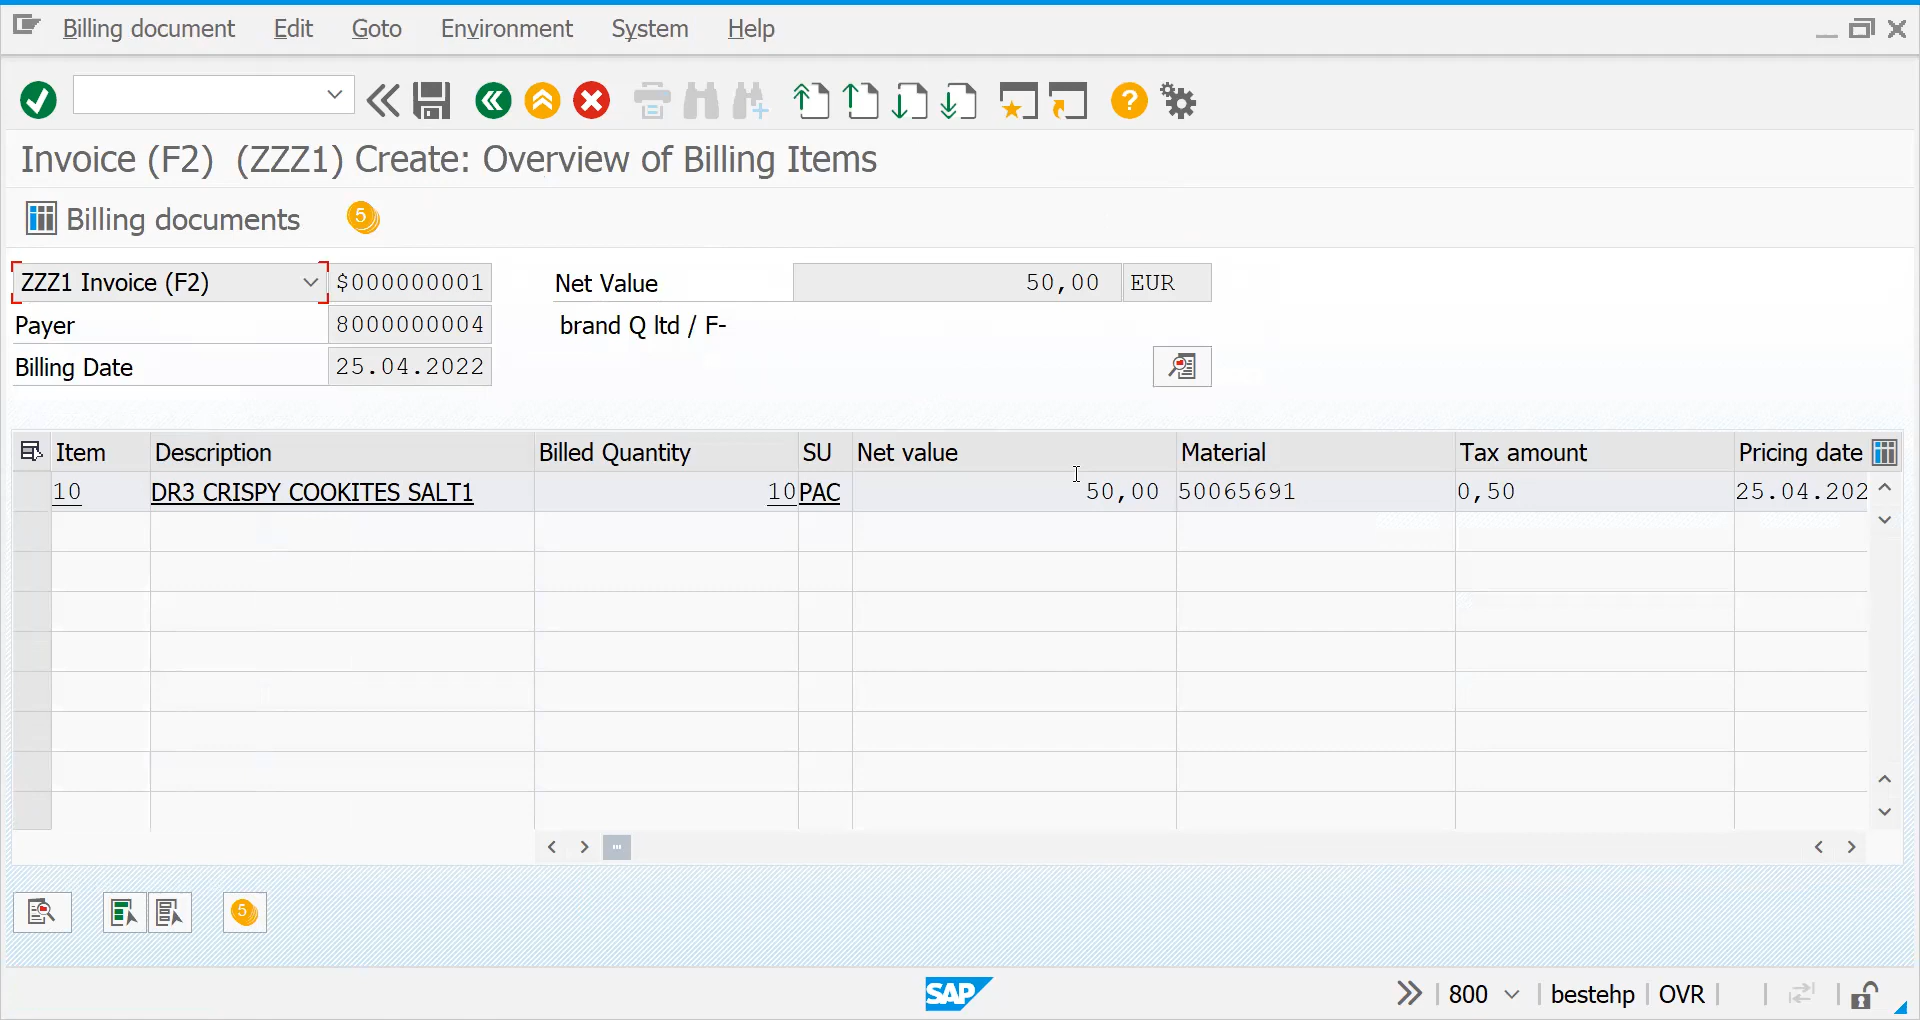 Billing document Edit Goto Environment System Help
Invoice (F2) (ZZZ1) Create: Overview of Billing Items
Billing documents 5
ZZZ1 Invoice (F2) $000000001 Net Value 50,00 EUR
Payer 8000000004 brand Q ltd / F-
Billing Date 25.04.2022
Item Description Billed Quantity SU Net value Material Tax amount Pricing date
10 DR3 CRISPY COOKITES SALT1 10 PAC 50,00 50065691 0,50 25.04.202
5
SAP 800 bestehp OVR